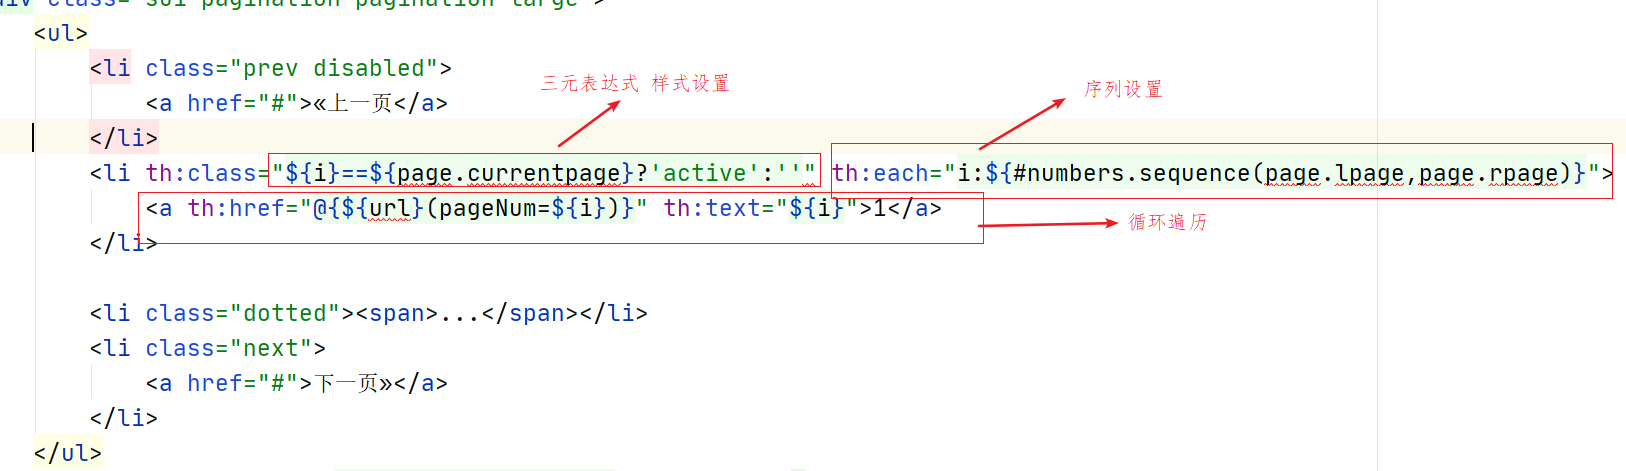 div class="sui-pagination pagination-large">
<ul>
<li class="prev disabled">
三元表达式 样式设置
序列设置
<a href="#">«上一页</a>
</li>
<li th:class="${i}==${page.currentpage}?'active':''" th:each="i:${#numbers.sequence(page.lpage,page.rpage)}">
<a th:href="@{${url}(pageNum=${i})}" th:text="${i}">1</a>
循环遍历
</li>
<li class="dotted"><span>...</span></li>
<li class="next">
<a href="#">下一页»</a>
</li>
</ul>